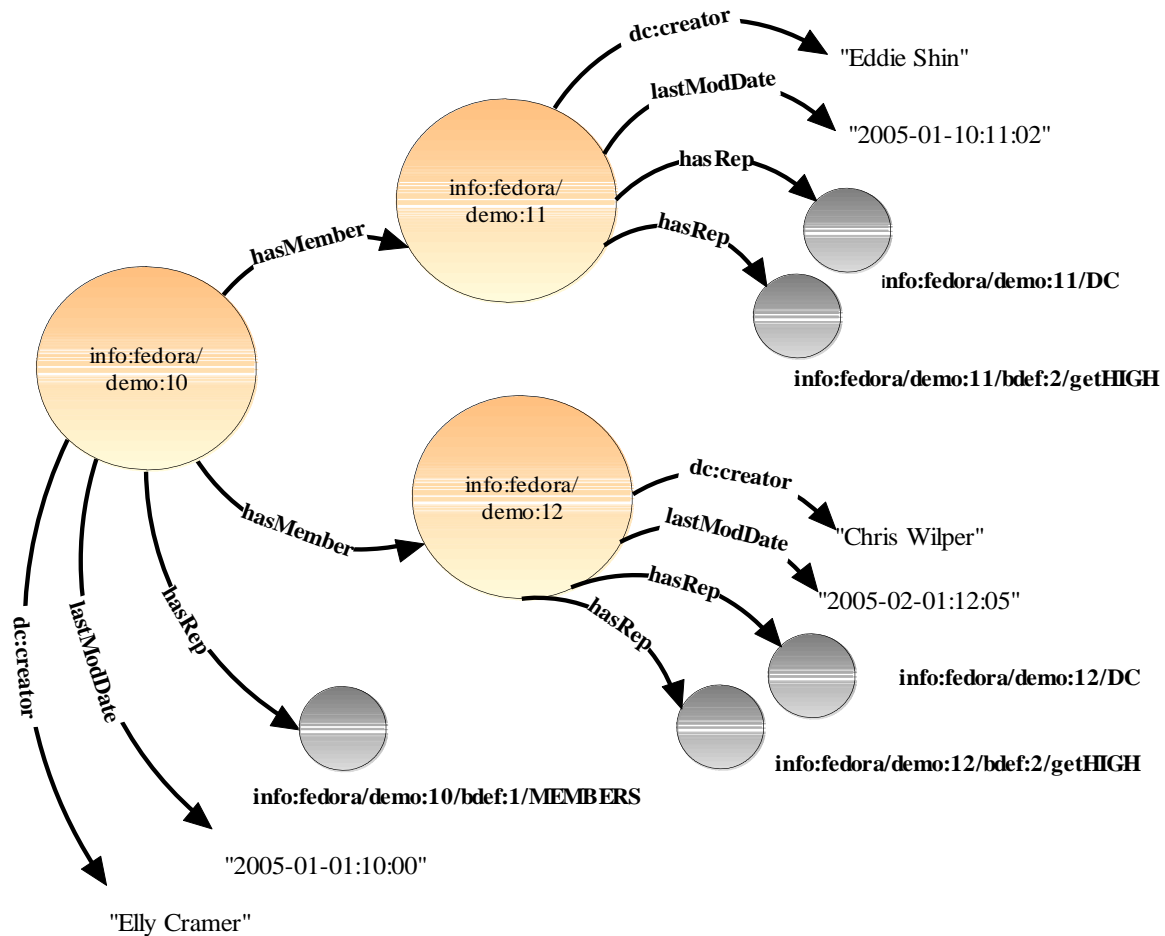 dc:creator
"Eddie Shin"
lastModDate
"2005-01-10:11:02"
hasRep
info:fedora/
demo:11
hasRep
hasMember
info:fedora/demo:11/DC
info:fedora/
demo:10
info:fedora/demo:11/bdef:2/getHIGH
dc:creator
info:fedora/
demo:12
hasMember
lastModDate
"Chris Wilper"
hasRep
"2005-02-01:12:05"
hasRep
hasRep
lastModDate
dc:creator
info:fedora/demo:12/DC
info:fedora/demo:12/bdef:2/getHIGH
info:fedora/demo:10/bdef:1/MEMBERS
"2005-01-01:10:00"
"Elly Cramer"